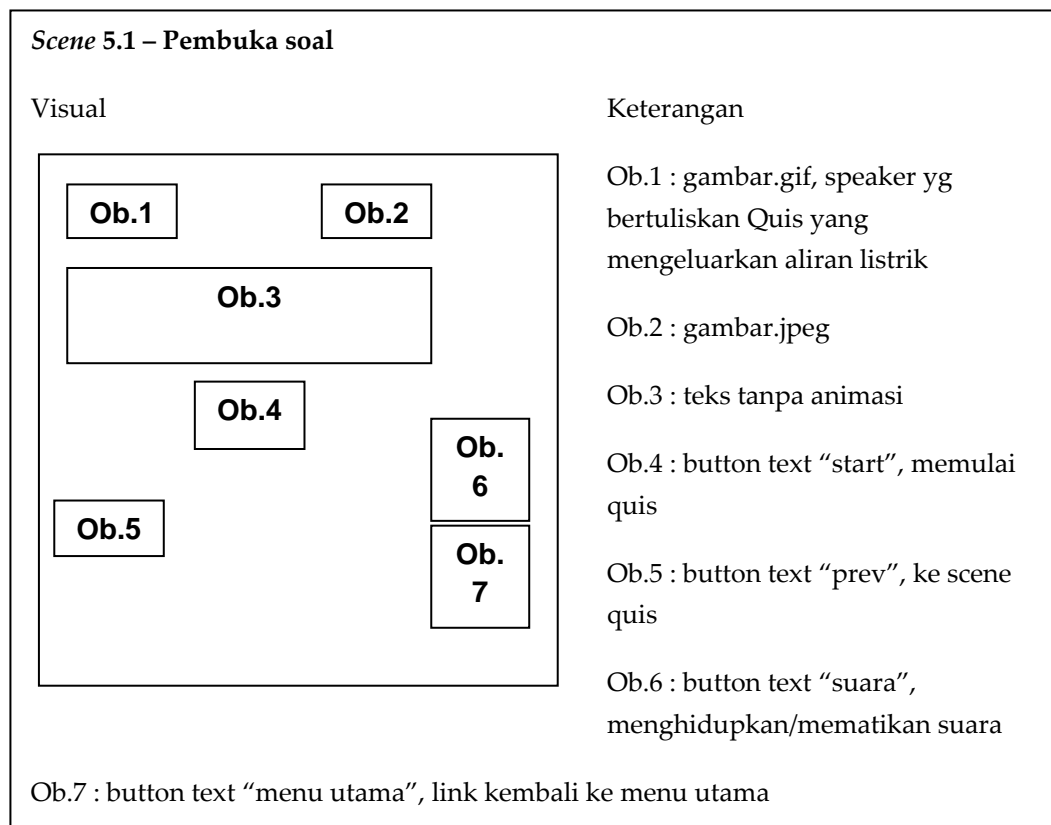 Scene 5.1 – Pembuka soal
Visual
Ob.1
Ob.2
Ob.3
Ob.4
Ob.
6
Ob.5
Ob.
7
Keterangan
Ob.1 : gambar.gif, speaker yg
bertuliskan Quis yang
mengeluarkan aliran listrik
Ob.2 : gambar.jpeg
Ob.3 : teks tanpa animasi
Ob.4 : button text “start”, memulai
quis
Ob.5 : button text “prev”, ke scene
quis
Ob.6 : button text “suara”,
menghidupkan/mematikan suara
Ob.7 : button text “menu utama”, link kembali ke menu utama